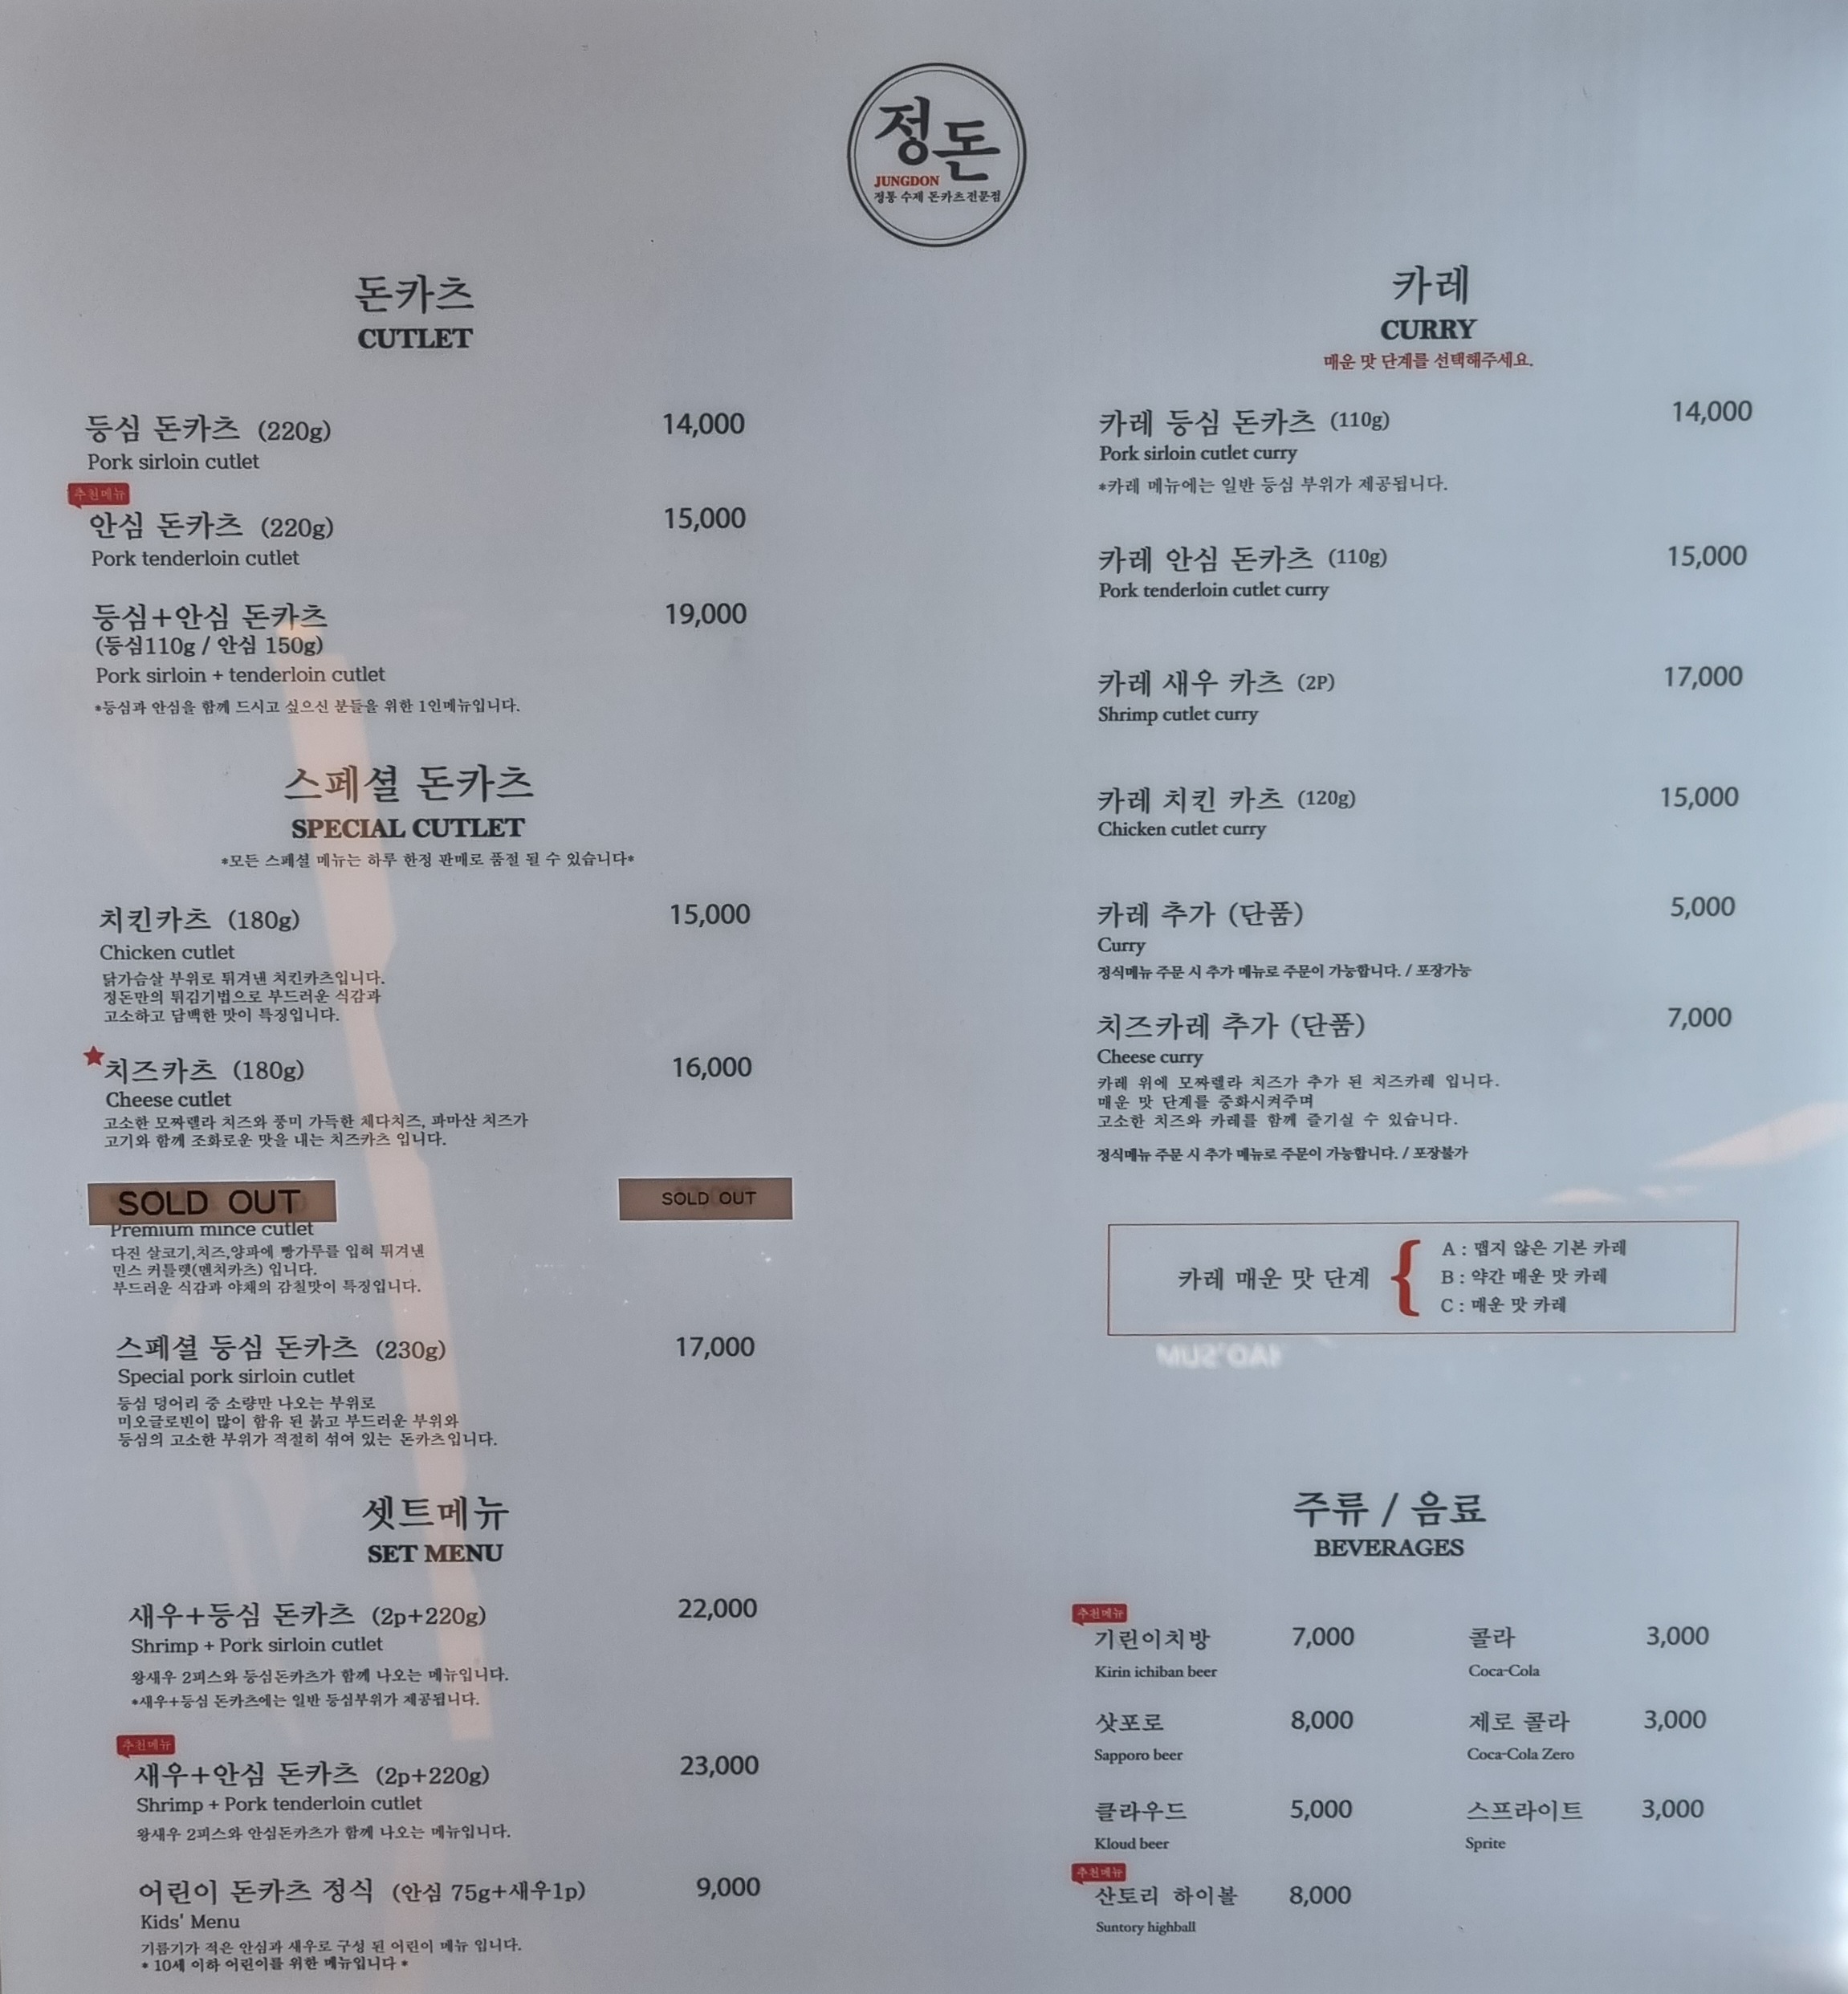 정돈
JUNGDON
정통 수제 돈카츠전문점
돈카츠
CUTLET
등심 돈카츠 (220g) 14,000
Pork sirloin cutlet
추천메뉴
안심 돈카츠 (220g) 15,000
Pork tenderloin cutlet
등심+안심 돈카츠 19,000
(등심110g / 안심 150g)
Pork sirloin + tenderloin cutlet
*등심과 안심을 함께 드시고 싶으신 분들을 위한 1인메뉴입니다.
스페셜 돈카츠
SPECIAL CUTLET
*모든 스페셜 메뉴는 하루 한정 판매로 품절 될 수 있습니다*
치킨카츠 (180g) 15,000
Chicken cutlet
닭가슴살 부위로 튀겨낸 치킨카츠입니다.
정돈만의 튀김기법으로 부드러운 식감과
고소하고 담백한 맛이 특징입니다.
치즈카츠 (180g) 16,000
Cheese cutlet
고소한 모짜렐라 치즈와 풍미 가득한 체다치즈, 파마산 치즈가
고기와 함께 조화로운 맛을 내는 치즈카츠 입니다.
SOLD OUT SOLD OUT
Premium mince cutlet
다진 살코기,치즈,양파에 빵가루를 입혀 튀겨낸
민스 커틀렛(멘치카츠) 입니다.
부드러운 식감과 야채의 감칠맛이 특징입니다.
스페셜 등심 돈카츠 (230g) 17,000
Special pork sirloin cutlet
등심 덩어리 중 소량만 나오는 부위로
미오글로빈이 많이 함유 된 붉고 부드러운 부위와
등심의 고소한 부위가 적절히 섞여 있는 돈카츠입니다.
셋트메뉴
SET MENU
새우+등심 돈카츠 (2p+220g) 22,000
Shrimp + Pork sirloin cutlet
왕새우 2피스와 등심돈카츠가 함께 나오는 메뉴입니다.
*새우+등심 돈카츠에는 일반 등심부위가 제공됩니다.
추천메뉴
새우+안심 돈카츠 (2p+220g) 23,000
Shrimp + Pork tenderloin cutlet
왕새우 2피스와 안심돈카츠가 함께 나오는 메뉴입니다.
어린이 돈카츠 정식 (안심 75g+새우1p) 9,000
Kids' Menu
기름기가 적은 안심과 새우로 구성 된 어린이 메뉴 입니다.
* 10세 이하 어린이를 위한 메뉴입니다 *
카레
CURRY
매운 맛 단계를 선택해주세요.
카레 등심 돈카츠 (110g) 14,000
Pork sirloin cutlet curry
*카레 메뉴에는 일반 등심 부위가 제공됩니다.
카레 안심 돈카츠 (110g) 15,000
Pork tenderloin cutlet curry
카레 새우 카츠 (2P) 17,000
Shrimp cutlet curry
카레 치킨 카츠 (120g) 15,000
Chicken cutlet curry
카레 추가 (단품) 5,000
Curry
정식메뉴 주문 시 추가 메뉴로 주문이 가능합니다. / 포장가능
치즈카레 추가 (단품) 7,000
Cheese curry
카레 위에 모짜렐라 치즈가 추가 된 치즈카레 입니다.
매운 맛 단계를 중화시켜주며
고소한 치즈와 카레를 함께 즐기실 수 있습니다.
정식메뉴 주문 시 추가 메뉴로 주문이 가능합니다. / 포장불가
카레 매운 맛 단계
A : 맵지 않은 기본 카레
B : 약간 매운 맛 카레
C : 매운 맛 카레
주류 / 음료
BEVERAGES
추천메뉴
기린이치방 7,000 콜라 3,000
Kirin ichiban beer Coca-Cola
삿포로 8,000 제로 콜라 3,000
Sapporo beer Coca-Cola Zero
클라우드 5,000 스프라이트 3,000
Kloud beer Sprite
추천메뉴
산토리 하이볼 8,000
Suntory highball